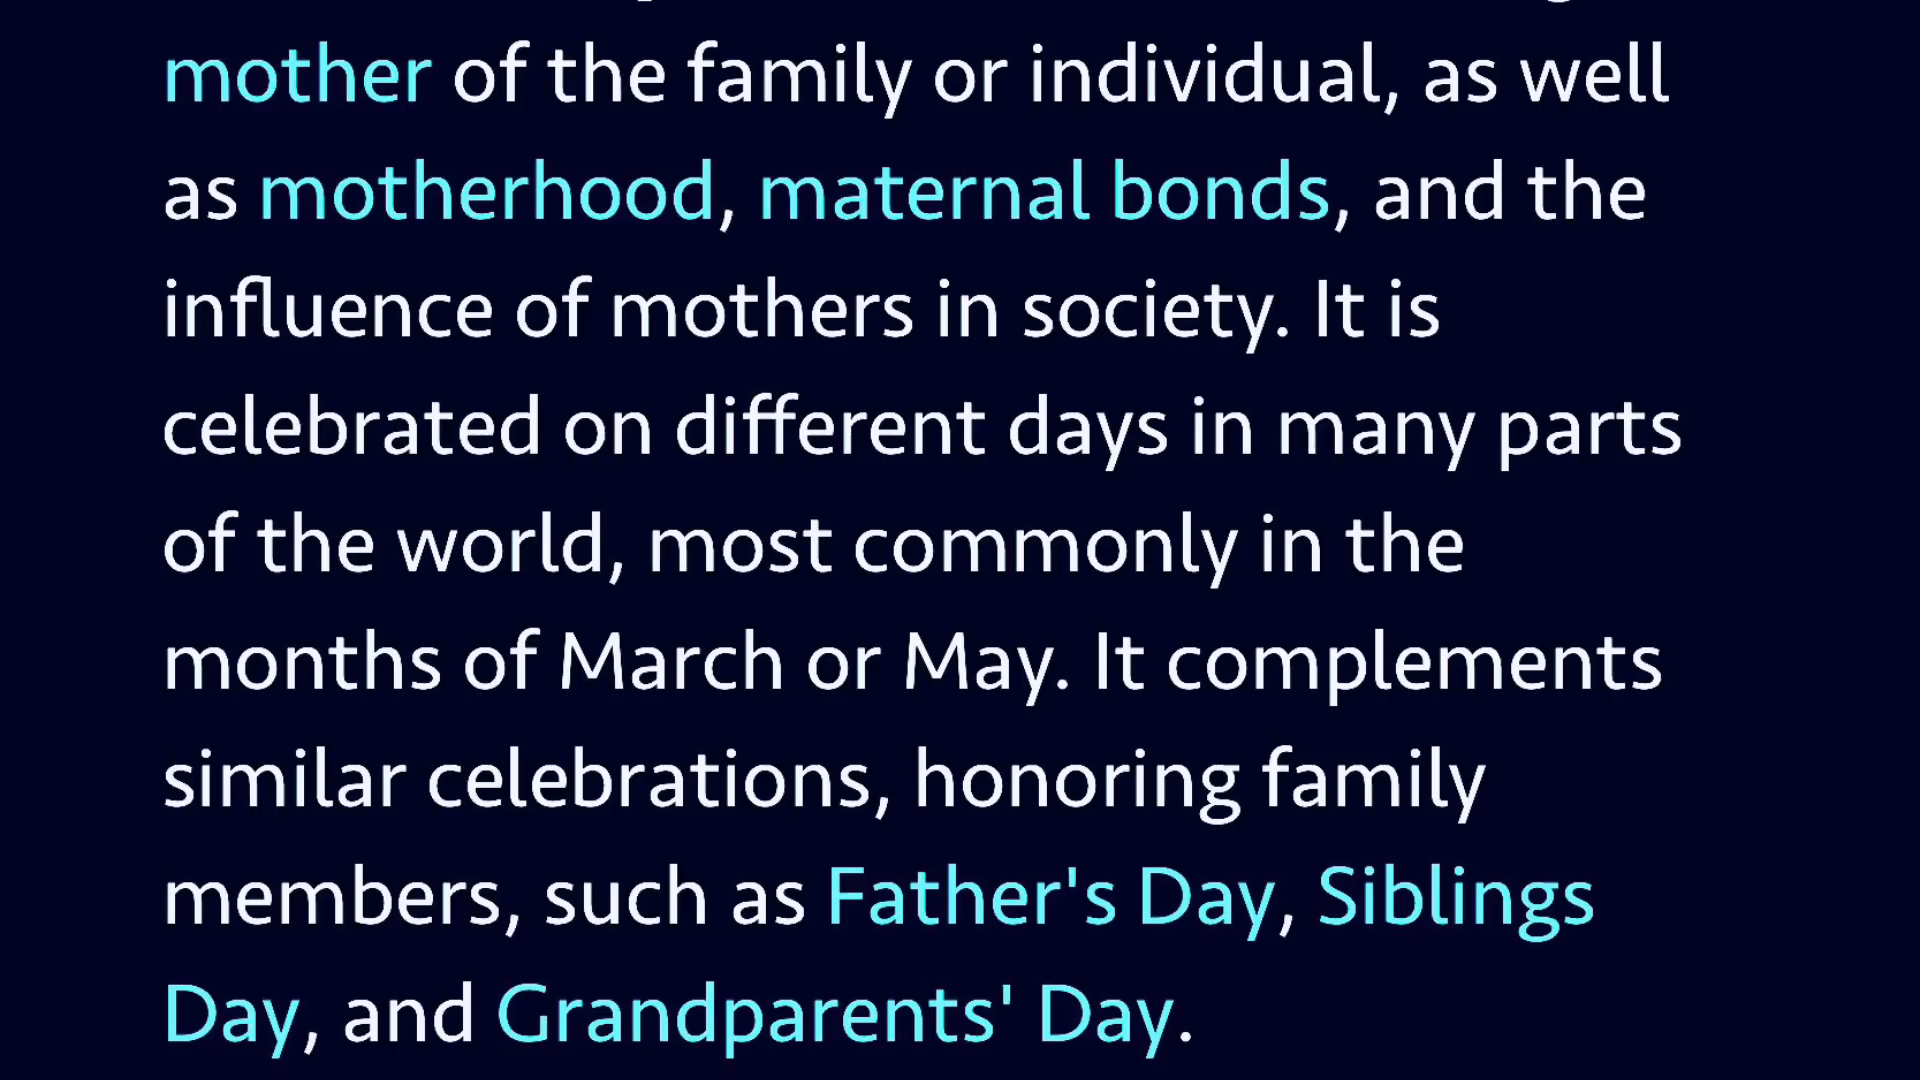 mother of the family or individual, as well
as motherhood, maternal bonds, and the
influence of mothers in society. It is
celebrated on different days in many parts
of the world, most commonly in the
months of March or May. It complements
similar celebrations, honoring family
members, such as Father's Day, Siblings
Day, and Grandparents' Day.